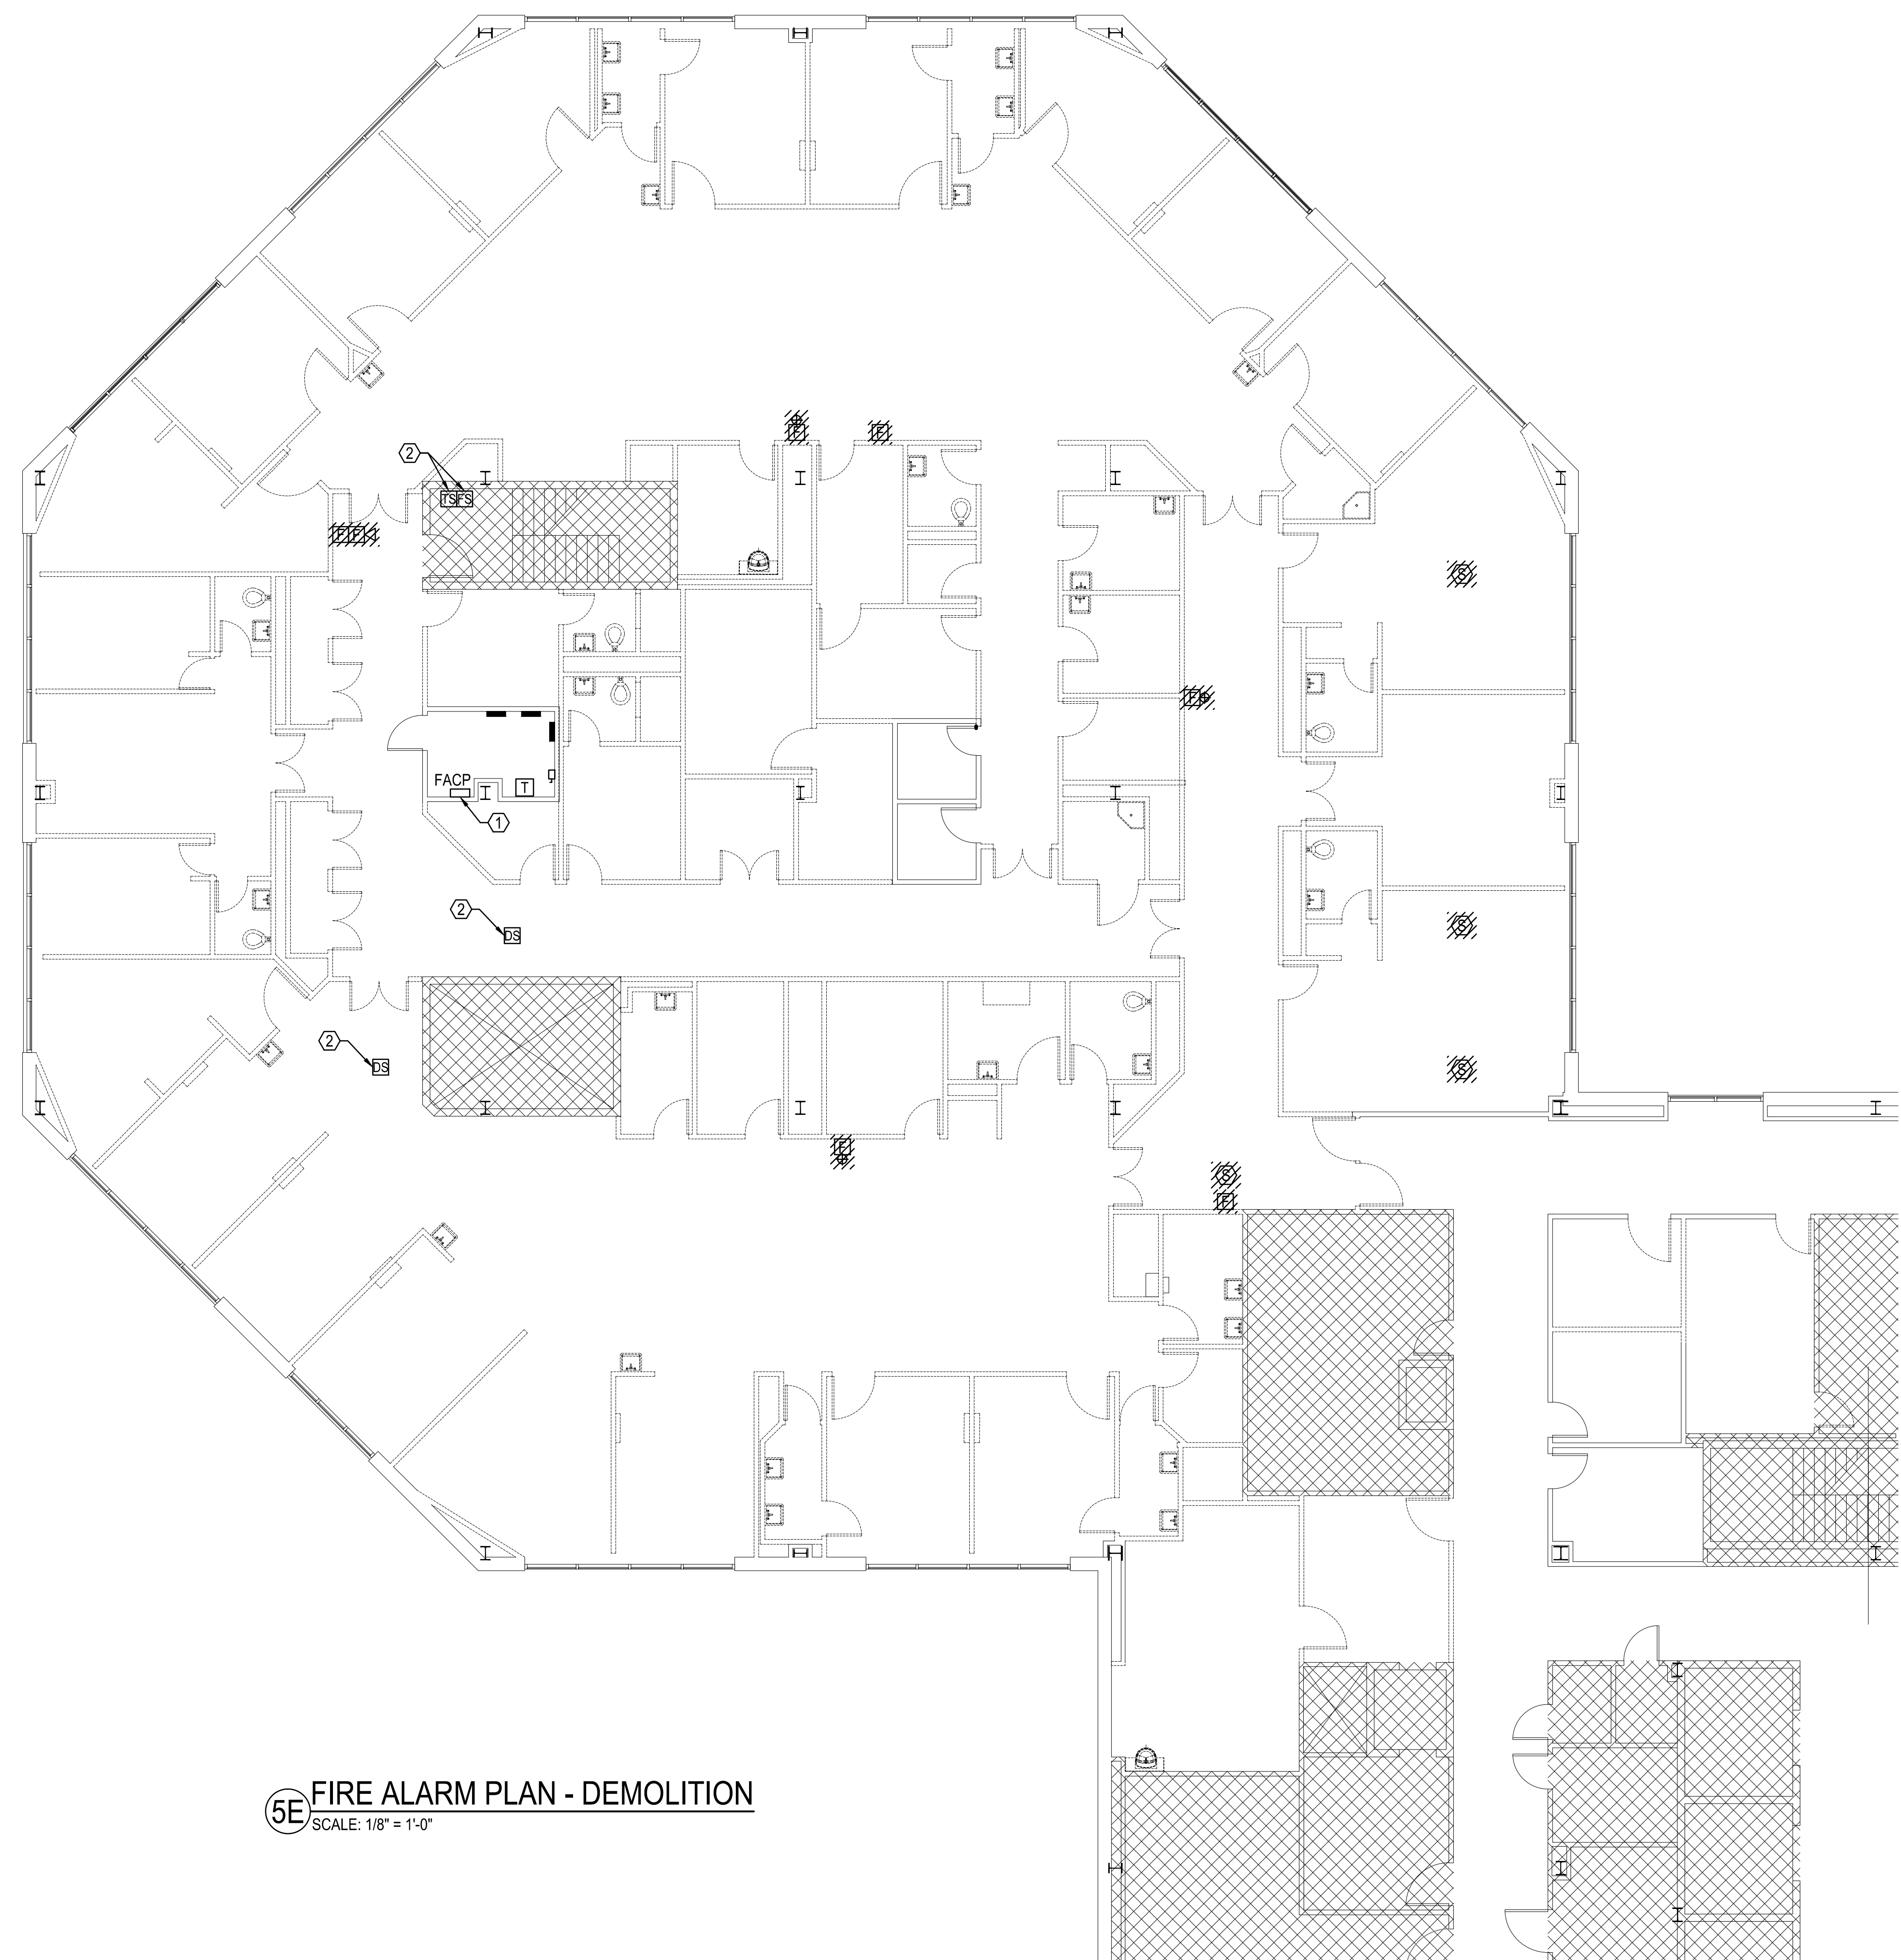 F
F
2
TS FS
F F
S
F
FACP
T
1
2
DS
S
2
DS
S
F
S
F
5E
FIRE ALARM PLAN - DEMOLITION
SCALE: 1/8" = 1'-0"